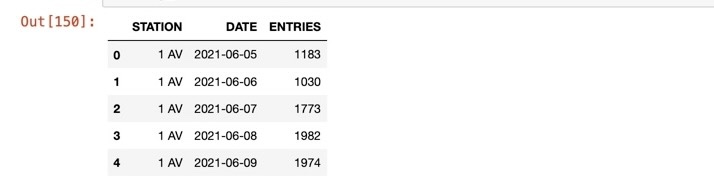 Out[150]:
STATION DATE ENTRIES
0 1 AV 2021-06-05 1183
1 1 AV 2021-06-06 1030
2 1 AV 2021-06-07 1773
3 1 AV 2021-06-08 1982
4 1 AV 2021-06-09 1974